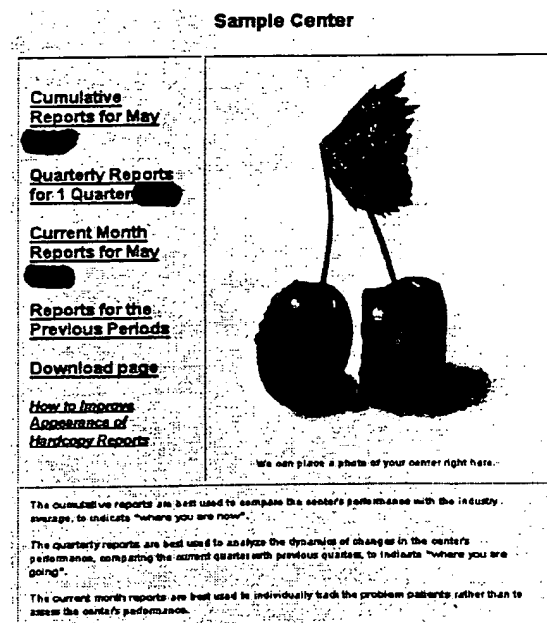 Sample Center
Cumulative
Reports for May
Quarterly Reports
for 1 Quarter
Current Month
Reports for May
Reports for the
Previous Periods
Download page
How to Improve
Appearance of
Hardcopy Reports
We can place a photo of your center right here.
The cumulative reports are best used to compare the center's performance with the industry
average, to indicate "where you are now".
The quarterly reports are best used to analyze the dynamics of changes in the center's
performance, comparing the current quarter with previous quarters, to indicate "where you are
going".
The current month reports are best used to individually track the problem patients rather than to
assess the center's performance.